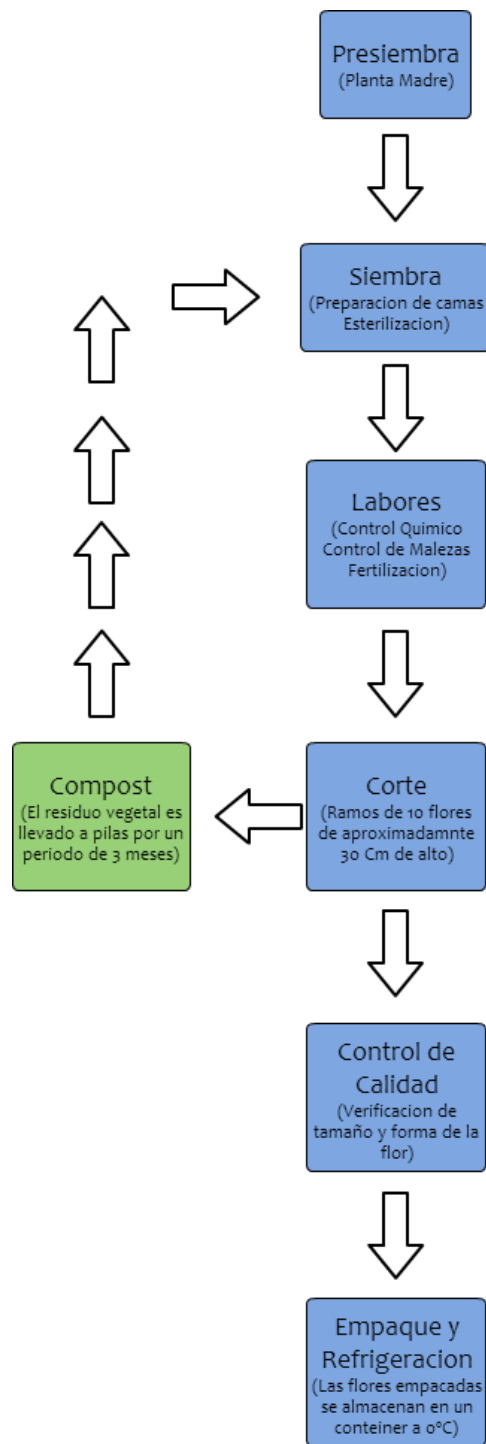 Presiembra
(Planta Madre)
Siembra
(Preparacion de camas
Esterilizacion)
Labores
(Control Quimico
Control de Malezas
Fertilizacion)
Compost
(El residuo vegetal es
llevado a pilas por un
periodo de 3 meses)
Corte
(Ramos de 10 flores
de aproximadamnte
30 Cm de alto)
Control de
Calidad
(Verificacion de
tamaño y forma de la
flor)
Empaque y
Refrigeracion
(Las flores empacadas
se almacenan en un
conteiner a 0°C)